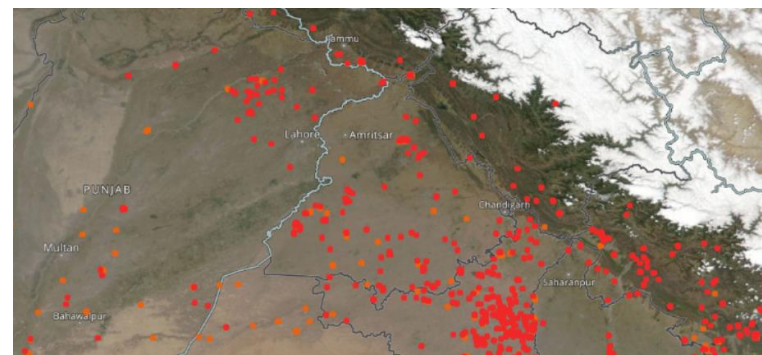 Jammu
Lahore
Amritsar
PUNJAB
Chandigarh
Multan
Saharanpur
Bahawalpur